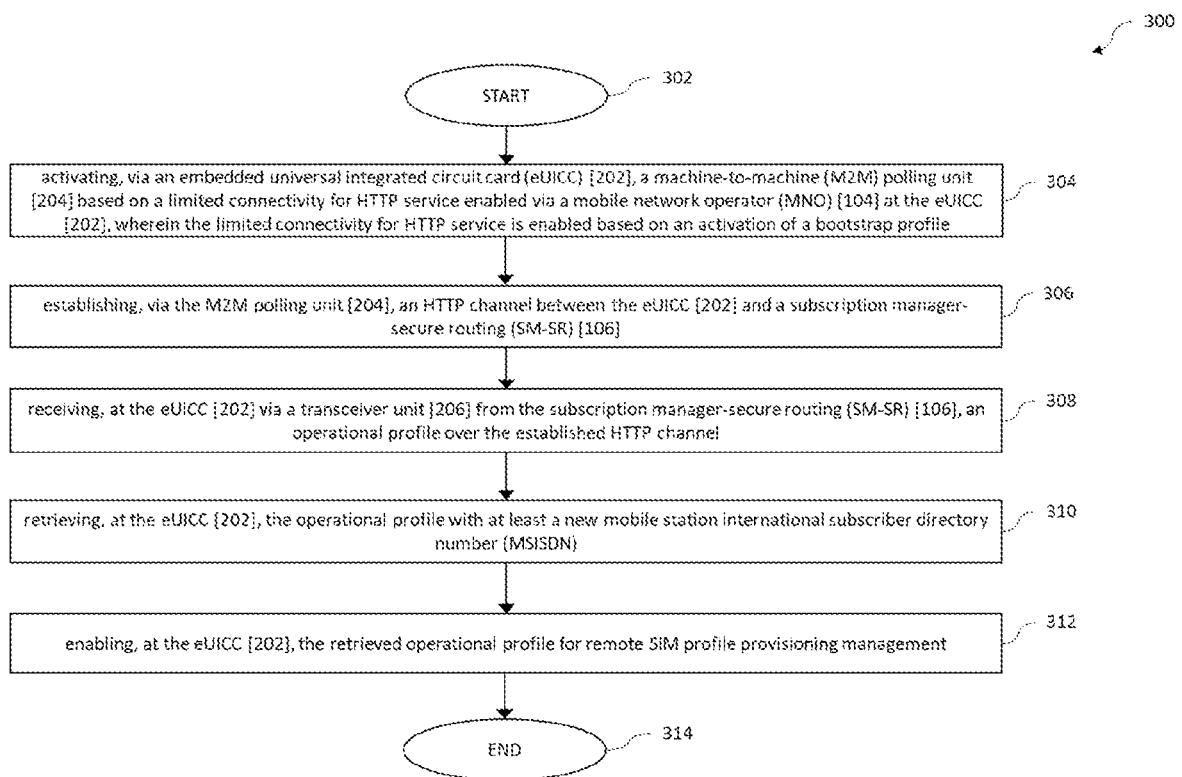 300
START
302
activating, via an embedded universal integrated circuit card (eUICC) [202], a machine-to-machine (M2M) polling unit
[204] based on a limited connectivity for HTTP service enabled via a mobile network operator (MNO) [104] at the eUICC
[202], wherein the limited connectivity for HTTP service is enabled based on an activation of a bootstrap profile
304
establishing, via the M2M polling unit [204], an HTTP channel between the eUICC [202] and a subscription manager-
secure routing (SM-SR) [106]
306
receiving, at the eUICC [202] via a transceiver unit [206] from the subscription manager-secure routing (SM-SR) [106], an
operational profile over the established HTTP channel
308
retrieving, at the eUICC [202], the operational profile with at least a new mobile station international subscriber directory
number (MSISDN)
310
enabling, at the eUICC [202], the retrieved operational profile for remote SIM profile provisioning management
312
END
314